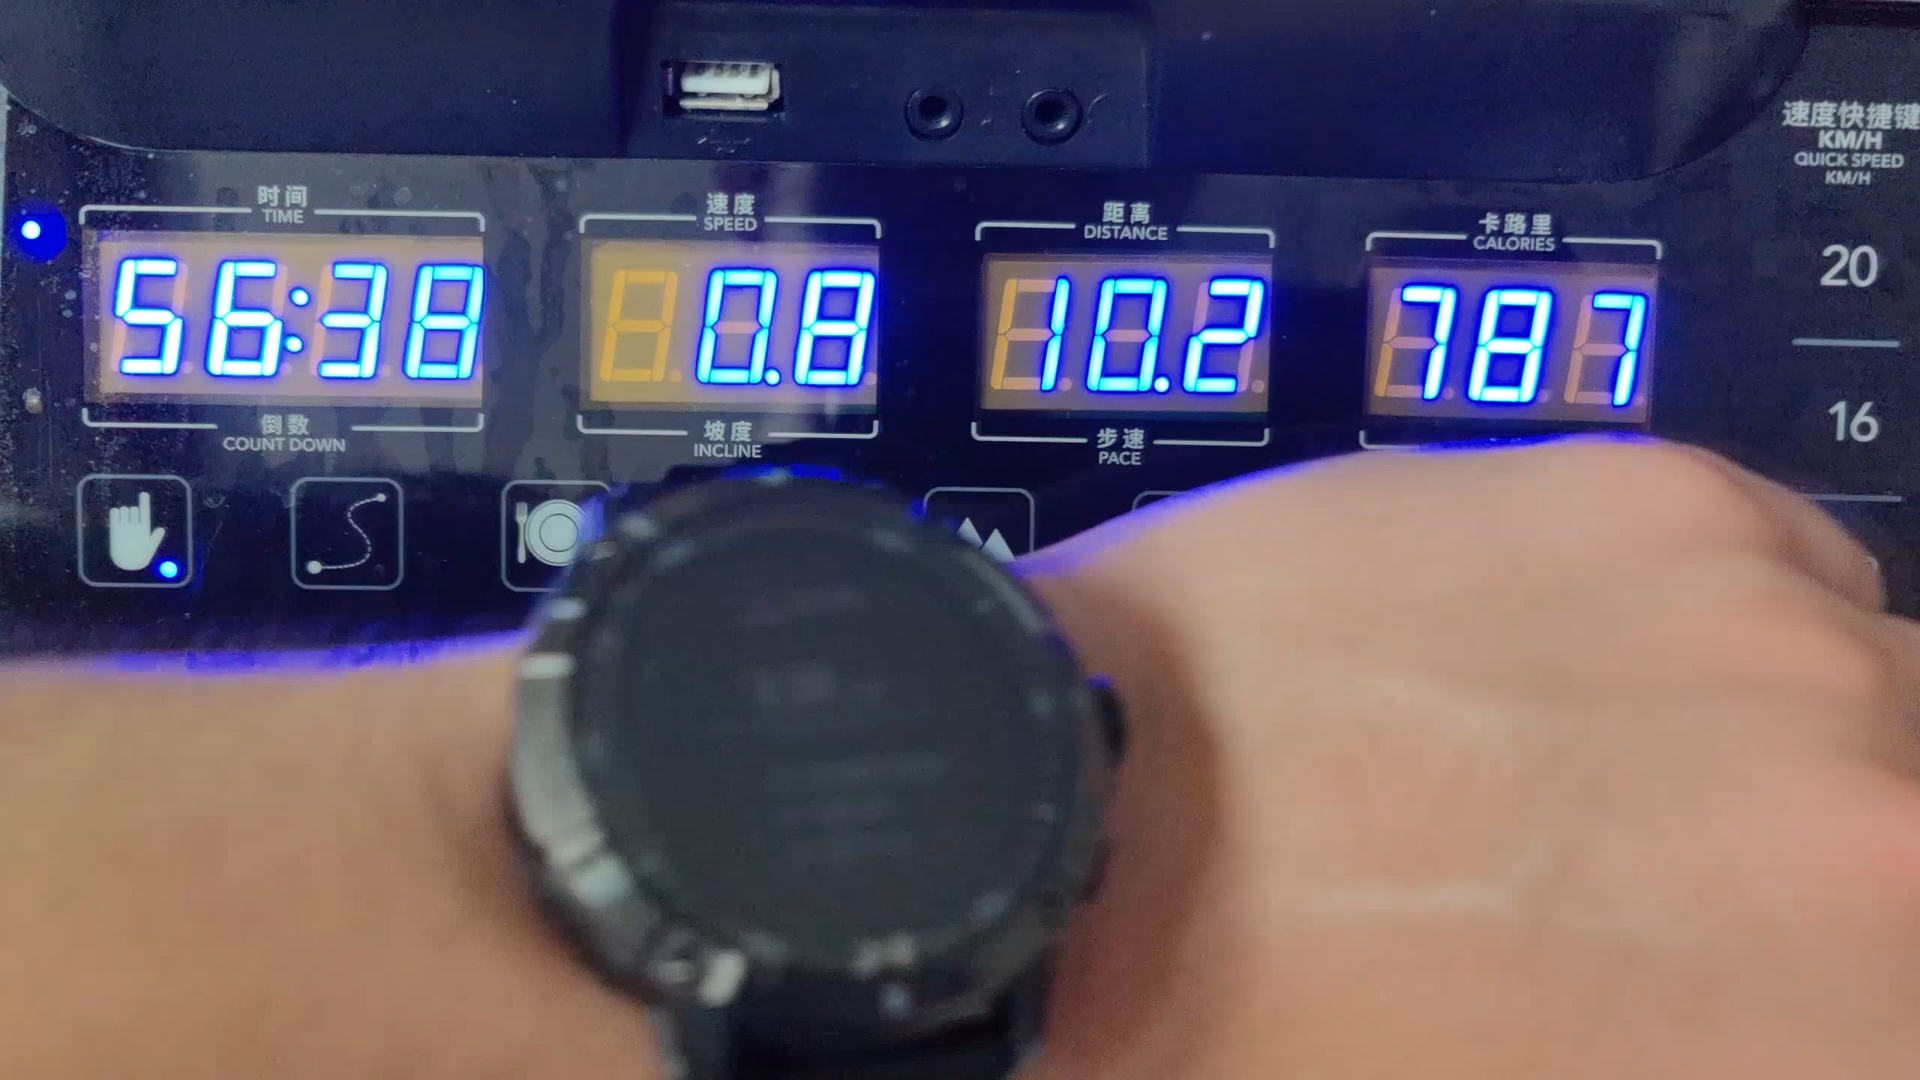 速度快捷键
KM/H
QUICK SPEED
KM/H
时间
TIME
速度
SPEED
距离
DISTANCE
卡路里
CALORIES
56:38
0.8
10.2
787
20
倒数
COUNT DOWN
坡度
INCLINE
步速
PACE
16